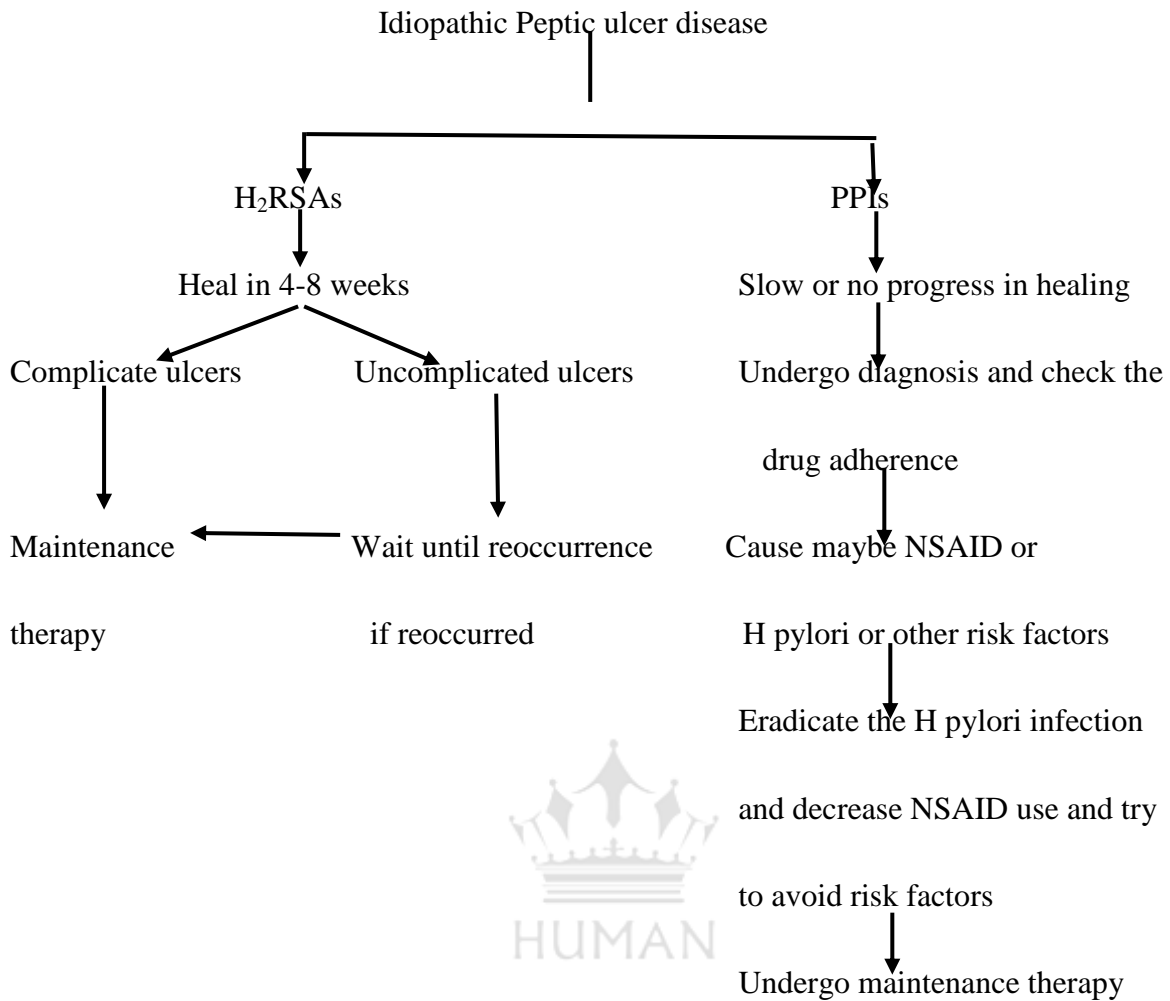 Idiopathic Peptic ulcer disease
H₂RSAs
PPIs
Heal in 4-8 weeks
Slow or no progress in healing
Complicate ulcers
Uncomplicated ulcers
Undergo diagnosis and check the
drug adherence
Maintenance
Wait until reoccurrence
Cause maybe NSAID or
therapy
if reoccurred
H pylori or other risk factors
Eradicate the H pylori infection
and decrease NSAID use and try
to avoid risk factors
HUMAN
Undergo maintenance therapy